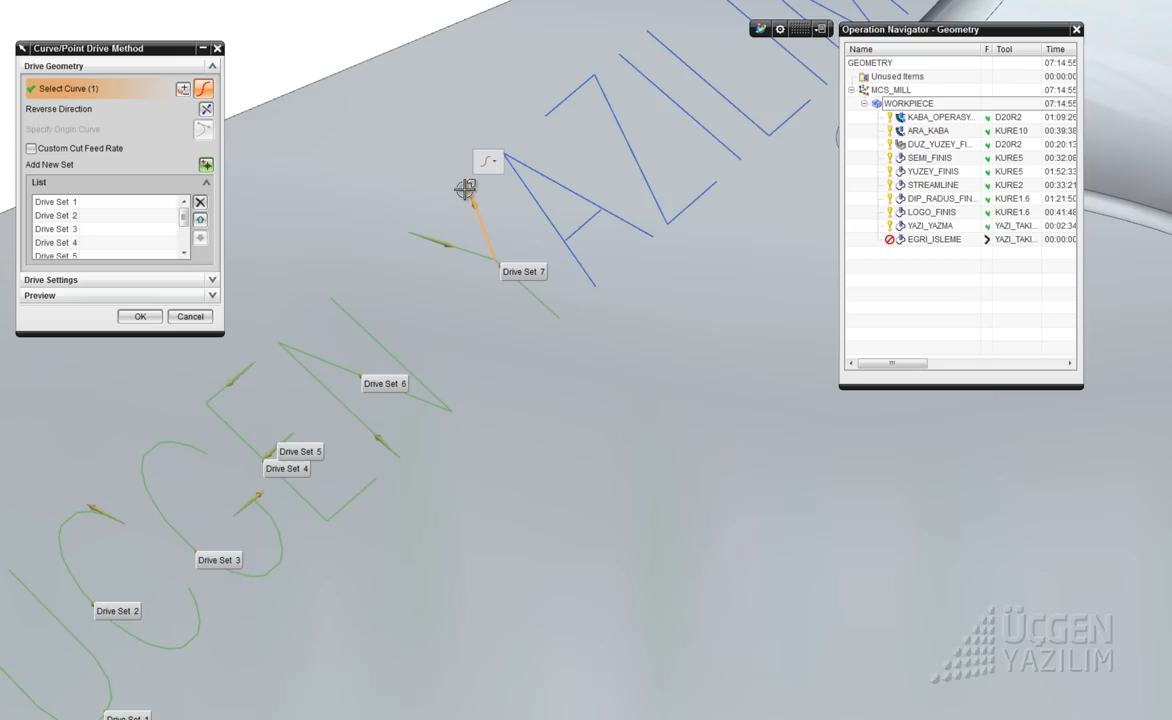 Curve/Point Drive Method
Drive Geometry
Select Curve (1)
Reverse Direction
Specify Origin Curve
Custom Cut Feed Rate
Add New Set
List
Drive Set 1
Drive Set 2
Drive Set 3
Drive Set 4
Drive Set 5
Drive Settings
Preview
OK Cancel
Operation Navigator - Geometry
Name F Tool Time
GEOMETRY 07:14:55
Unused Items 00:00:00
MCS_MILL 07:14:55
WORKPIECE 07:14:55
KABA_OPERASY... D20R2 01:09:26
ARA_KABA KURE10 00:39:38
DUZ_YUZEY_FI... D20R2 00:20:13
SEMI_FINIS KURE5 00:32:08
YUZEY_FINIS KURE5 00:52:53
STREAMLINE KURE2 00:33:21
DIP_RADUS_FIN... KURE1.6 01:21:50
LOGO_FINIS KURE1.6 00:41:48
YAZI_YAZMA YAZI_TAKI... 00:02:34
EGRI_ISLEME YAZI_TAKI... 00:00:00
Drive Set 7
Drive Set 6
Drive Set 5
Drive Set 4
Drive Set 3
Drive Set 2
Drive Set 1
ÜÇGEN
YAZILIM